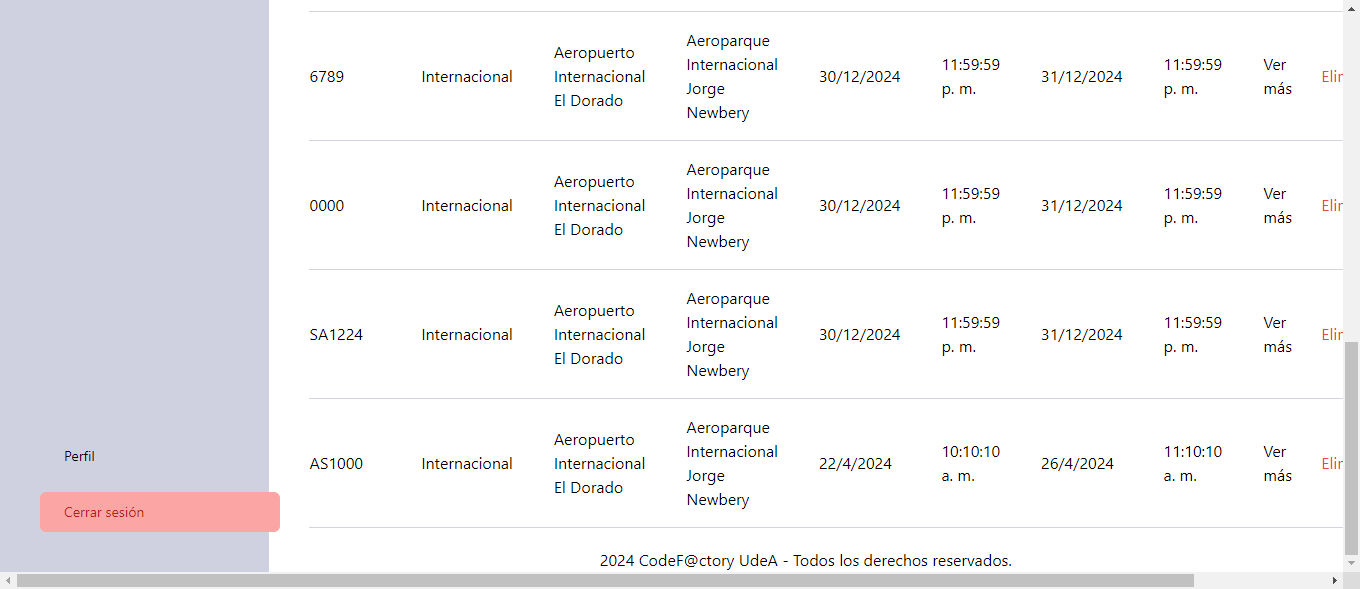 6789 Internacional Aeropuerto Internacional El Dorado Aeroparque Internacional Jorge Newbery 30/12/2024 11:59:59 p. m. 31/12/2024 11:59:59 p. m. Ver más Elir
0000 Internacional Aeropuerto Internacional El Dorado Aeroparque Internacional Jorge Newbery 30/12/2024 11:59:59 p. m. 31/12/2024 11:59:59 p. m. Ver más Elir
SA1224 Internacional Aeropuerto Internacional El Dorado Aeroparque Internacional Jorge Newbery 30/12/2024 11:59:59 p. m. 31/12/2024 11:59:59 p. m. Ver más Elir
AS1000 Internacional Aeropuerto Internacional El Dorado Aeroparque Internacional Jorge Newbery 22/4/2024 10:10:10 a. m. 26/4/2024 11:10:10 a. m. Ver más Elir
Perfil
Cerrar sesión
2024 CodeF@ctory UdeA - Todos los derechos reservados.